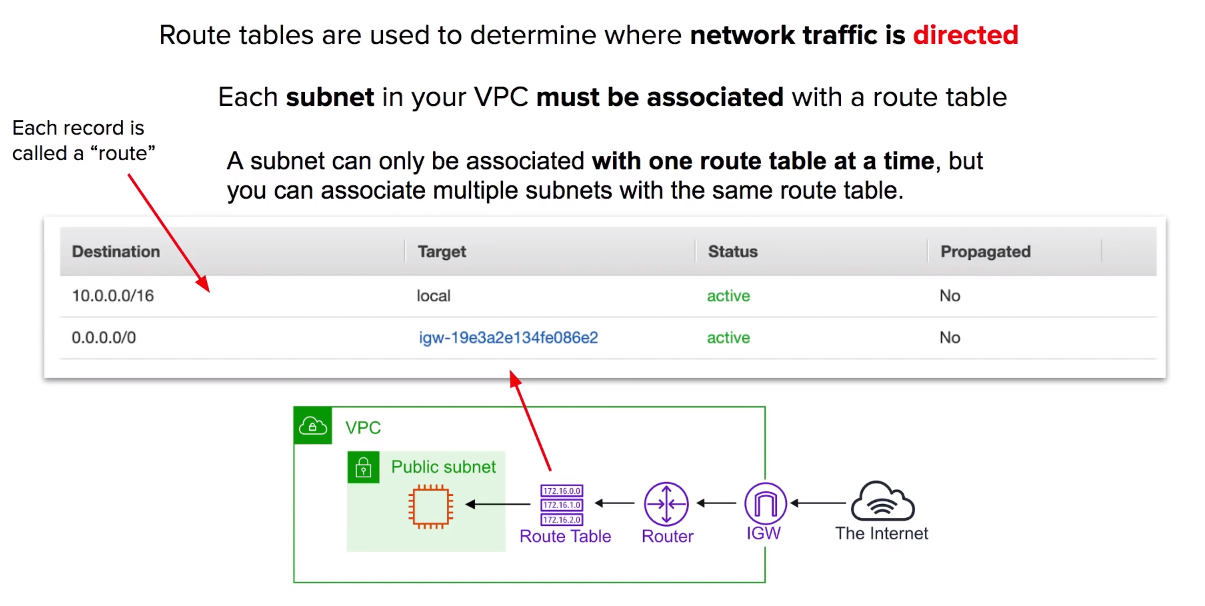 Route tables are used to determine where network traffic is directed
Each subnet in your VPC must be associated with a route table
Each record is
called a “route”
A subnet can only be associated with one route table at a time, but
you can associate multiple subnets with the same route table.
Destination Target Status Propagated
10.0.0.0/16 local active No
0.0.0.0/0 igw-19e3a2e134fe086e2 active No
VPC
Public subnet
172.16.0.0
172.16.1.0
172.16.2.0
Route Table Router IGW The Internet